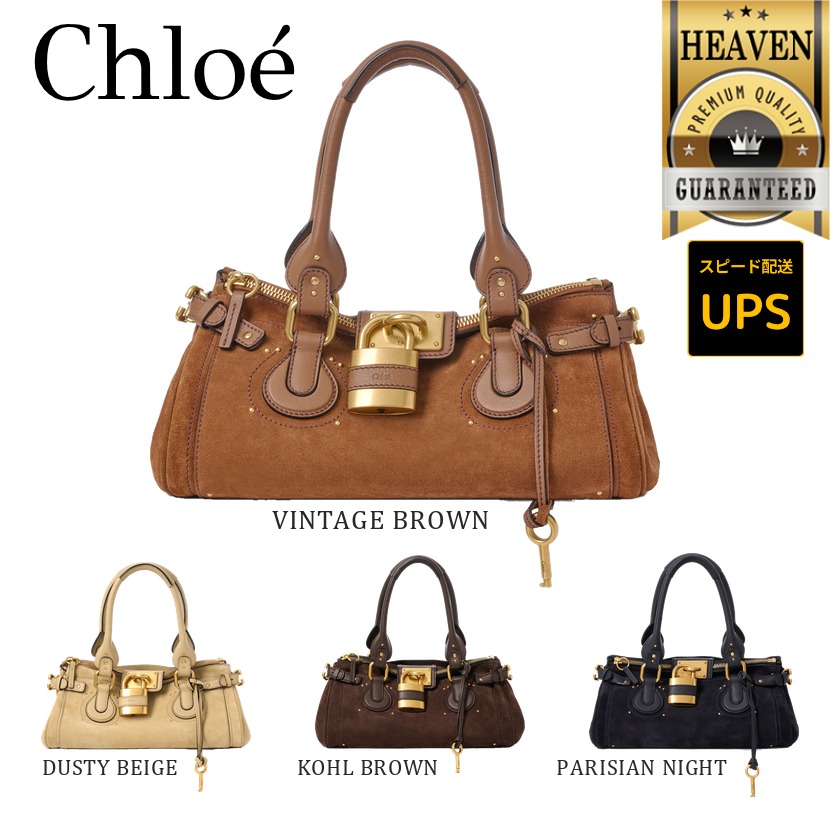 Chloé
HEAVEN
PREMIUM QUALITY
GUARANTEED
スピード配送
UPS
Chloé
VINTAGE BROWN
DUSTY BEIGE
KOHL BROWN
PARISIAN NIGHT